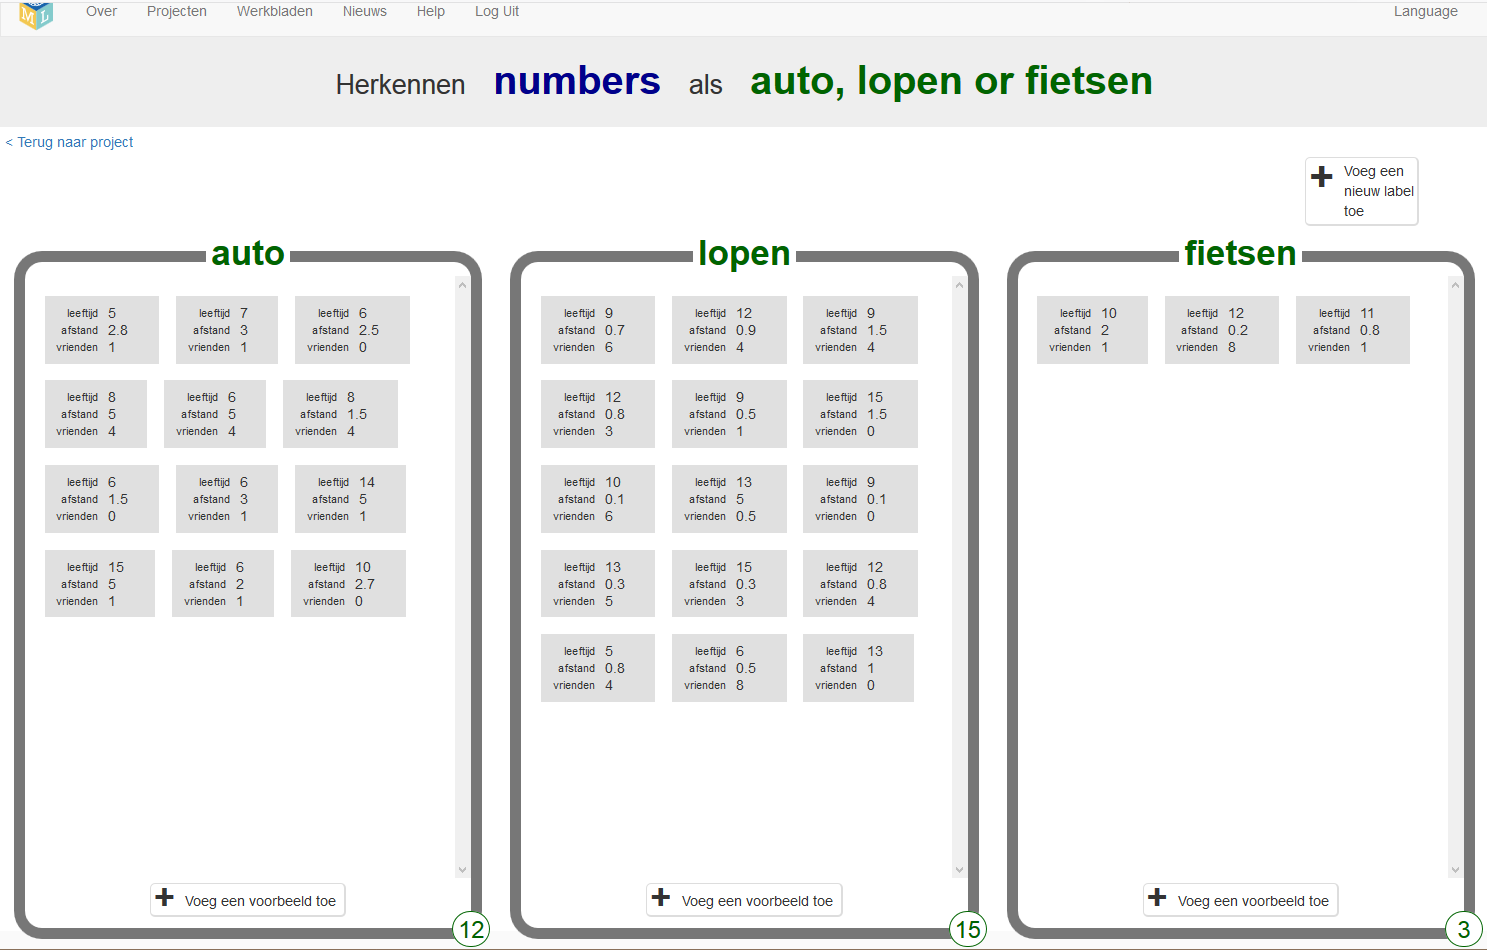 M L
Over Projecten Werkbladen Nieuws Help Log Uit Language
Herkennen numbers als auto, lopen or fietsen
< Terug naar project
Voeg een
nieuw label
toe
auto
leeftijd 5
afstand 2.8
vrienden 1
leeftijd 7
afstand 3
vrienden 1
leeftijd 6
afstand 2.5
vrienden 0
leeftijd 8
afstand 5
vrienden 4
leeftijd 6
afstand 5
vrienden 4
leeftijd 8
afstand 1.5
vrienden 4
leeftijd 6
afstand 1.5
vrienden 0
leeftijd 6
afstand 3
vrienden 1
leeftijd 14
afstand 5
vrienden 1
leeftijd 15
afstand 5
vrienden 1
leeftijd 6
afstand 2
vrienden 1
leeftijd 10
afstand 2.7
vrienden 0
Voeg een voorbeeld toe
12
lopen
leeftijd 9
afstand 0.7
vrienden 6
leeftijd 12
afstand 0.9
vrienden 4
leeftijd 9
afstand 1.5
vrienden 4
leeftijd 12
afstand 0.8
vrienden 3
leeftijd 9
afstand 0.5
vrienden 1
leeftijd 15
afstand 1.5
vrienden 0
leeftijd 10
afstand 0.1
vrienden 6
leeftijd 13
afstand 5
vrienden 0.5
leeftijd 9
afstand 0.1
vrienden 0
leeftijd 13
afstand 0.3
vrienden 5
leeftijd 15
afstand 0.3
vrienden 3
leeftijd 12
afstand 0.8
vrienden 4
leeftijd 5
afstand 0.8
vrienden 4
leeftijd 6
afstand 0.5
vrienden 8
leeftijd 13
afstand 1
vrienden 0
Voeg een voorbeeld toe
15
fietsen
leeftijd 10
afstand 2
vrienden 1
leeftijd 12
afstand 0.2
vrienden 8
leeftijd 11
afstand 0.8
vrienden 1
Voeg een voorbeeld toe
3